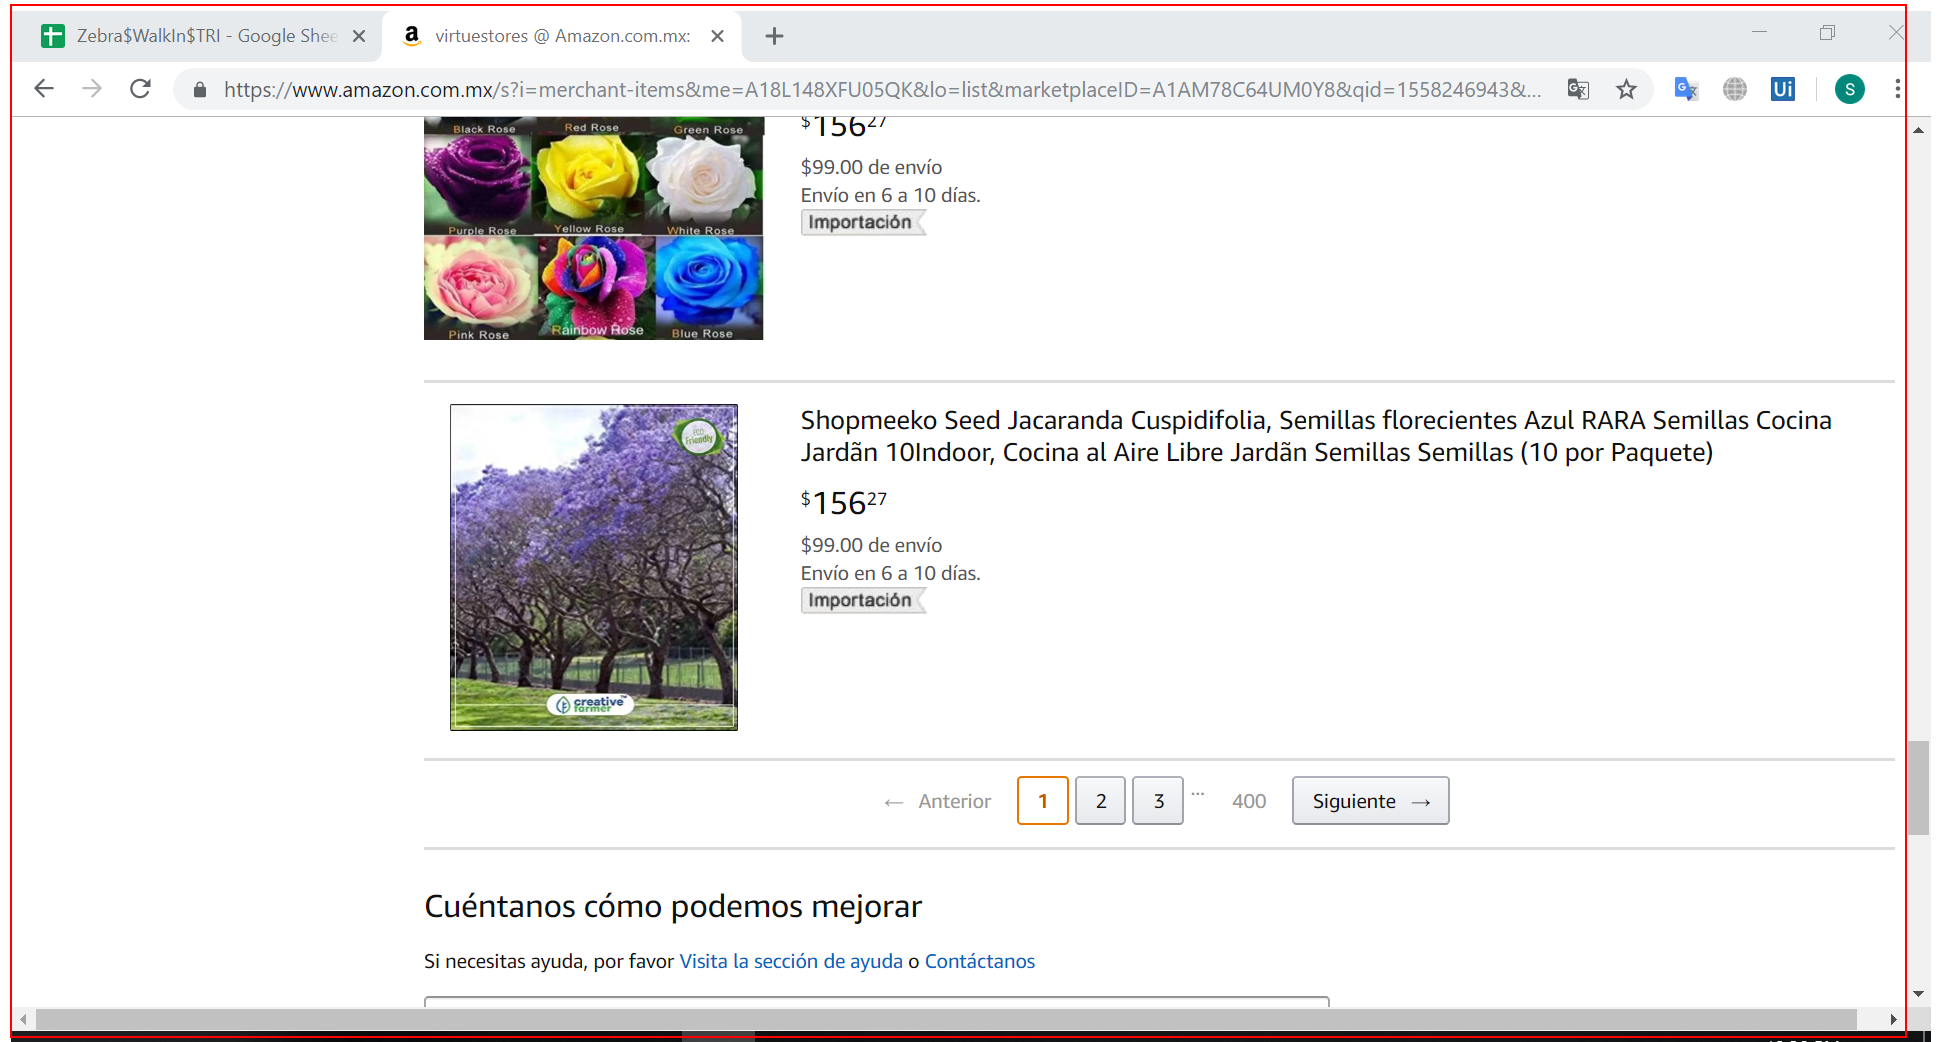 Zebra$WalkIn$TRI - Google Shee
virtuestores @ Amazon.com.mx:
https://www.amazon.com.mx/s?i=merchant-items&me=A18L148XFU05QK&lo=list&marketplaceID=A1AM78C64UM0Y8&qid=1558246943&...
Ui
S
Black Rose Red Rose Green Rose
Purple Rose Yellow Rose White Rose
Pink Rose Rainbow Rose Blue Rose
$15627
$99.00 de envío
Envío en 6 a 10 días.
Importación
eco
Friendly
creative
farmer™
Shopmeeko Seed Jacaranda Cuspidifolia, Semillas florecientes Azul RARA Semillas Cocina
Jardãn 10Indoor, Cocina al Aire Libre Jardãn Semillas Semillas (10 por Paquete)
$15627
$99.00 de envío
Envío en 6 a 10 días.
Importación
← Anterior 1 2 3 ... 400 Siguiente →
Cuéntanos cómo podemos mejorar
Si necesitas ayuda, por favor Visita la sección de ayuda o Contáctanos